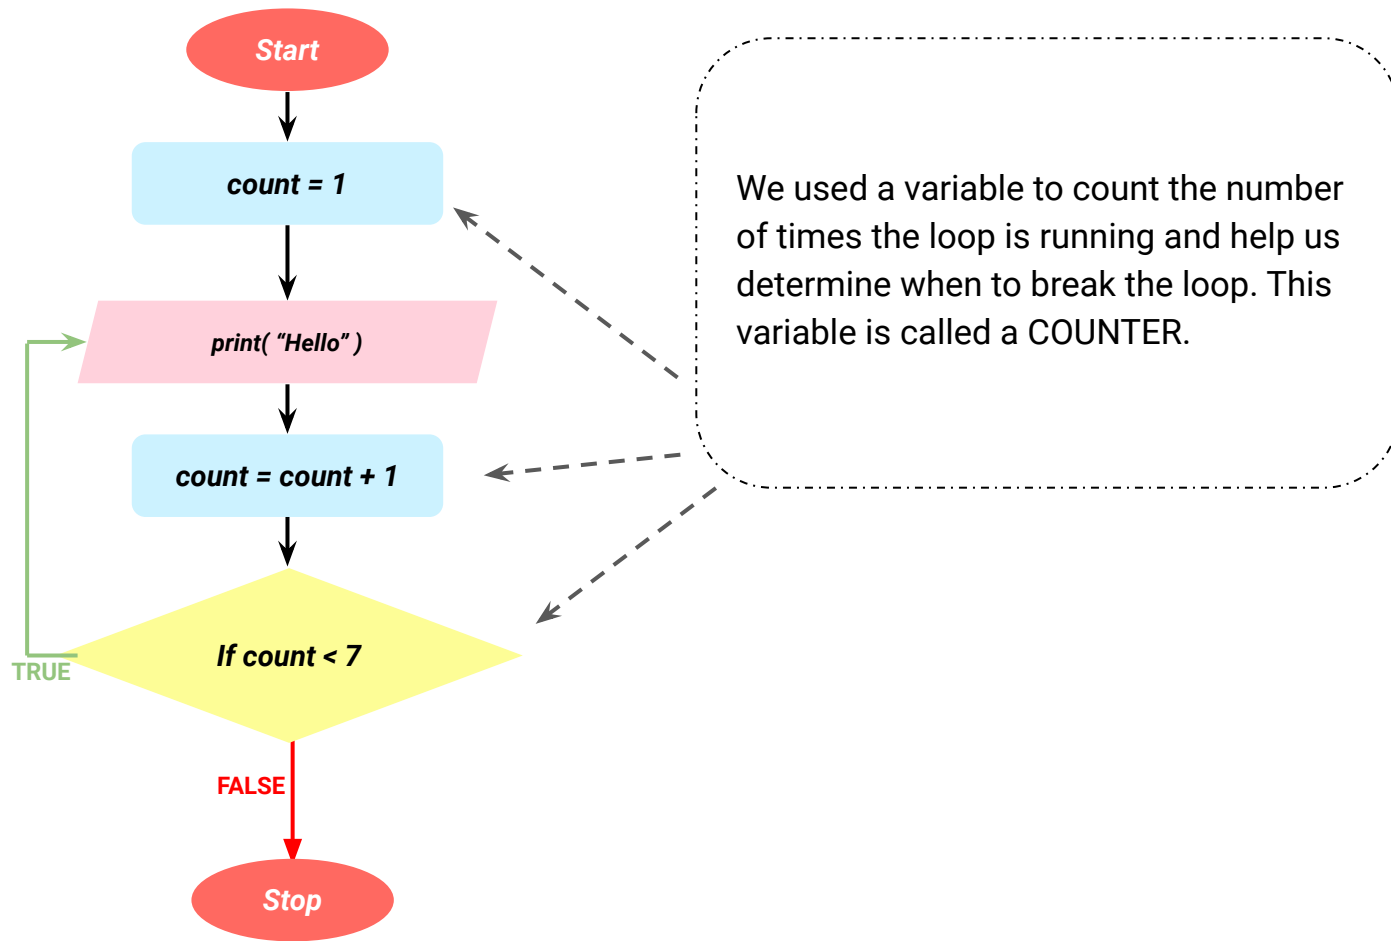 Start
count = 1
print( “Hello” )
count = count + 1
If count < 7
TRUE
FALSE
Stop
We used a variable to count the number
of times the loop is running and help us
determine when to break the loop. This
variable is called a COUNTER.